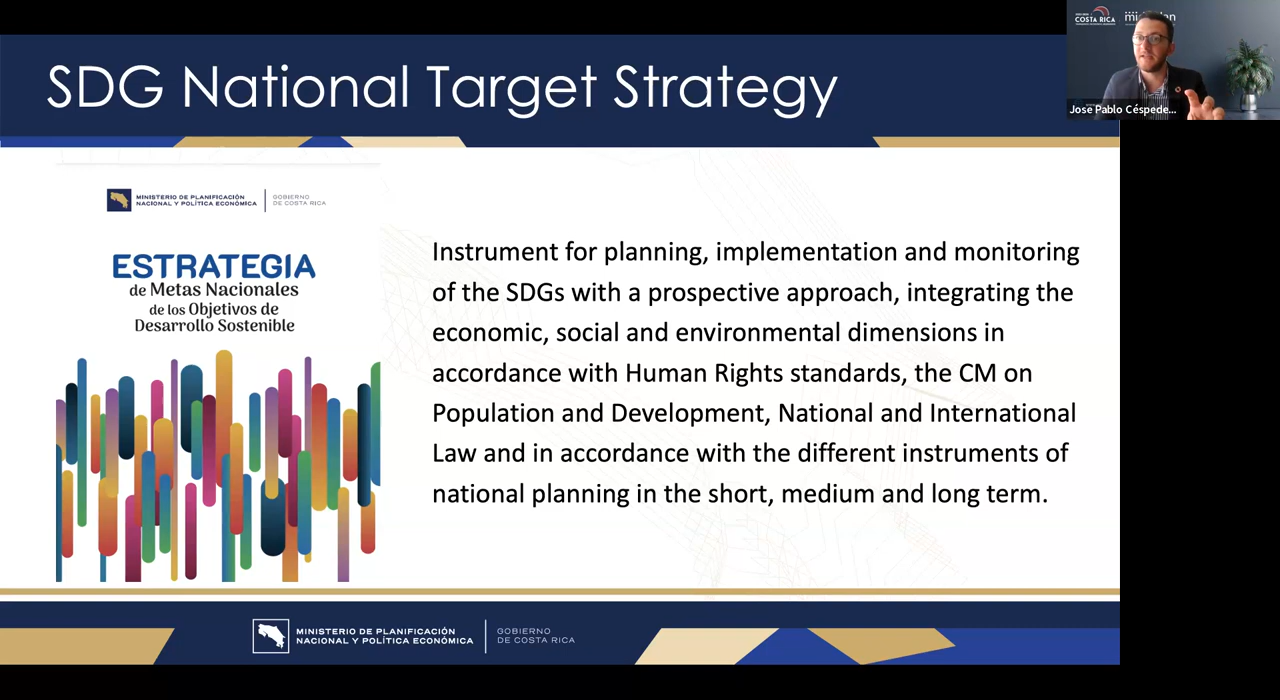 SDG National Target Strategy
COSTA RICA
José Pablo Céspede...
MINISTERIO DE PLANIFICACIÓN
NACIONAL Y POLÍTICA ECONÓMICA
GOBIERNO
DE COSTA RICA
ESTRATEGIA
de Metas Nacionales
de los Objetivos de
Desarrollo Sostenible
Instrument for planning, implementation and monitoring
of the SDGs with a prospective approach, integrating the
economic, social and environmental dimensions in
accordance with Human Rights standards, the CM on
Population and Development, National and International
Law and in accordance with the different instruments of
national planning in the short, medium and long term.
MINISTERIO DE PLANIFICACIÓN
NACIONAL Y POLÍTICA ECONÓMICA
GOBIERNO
DE COSTA RICA